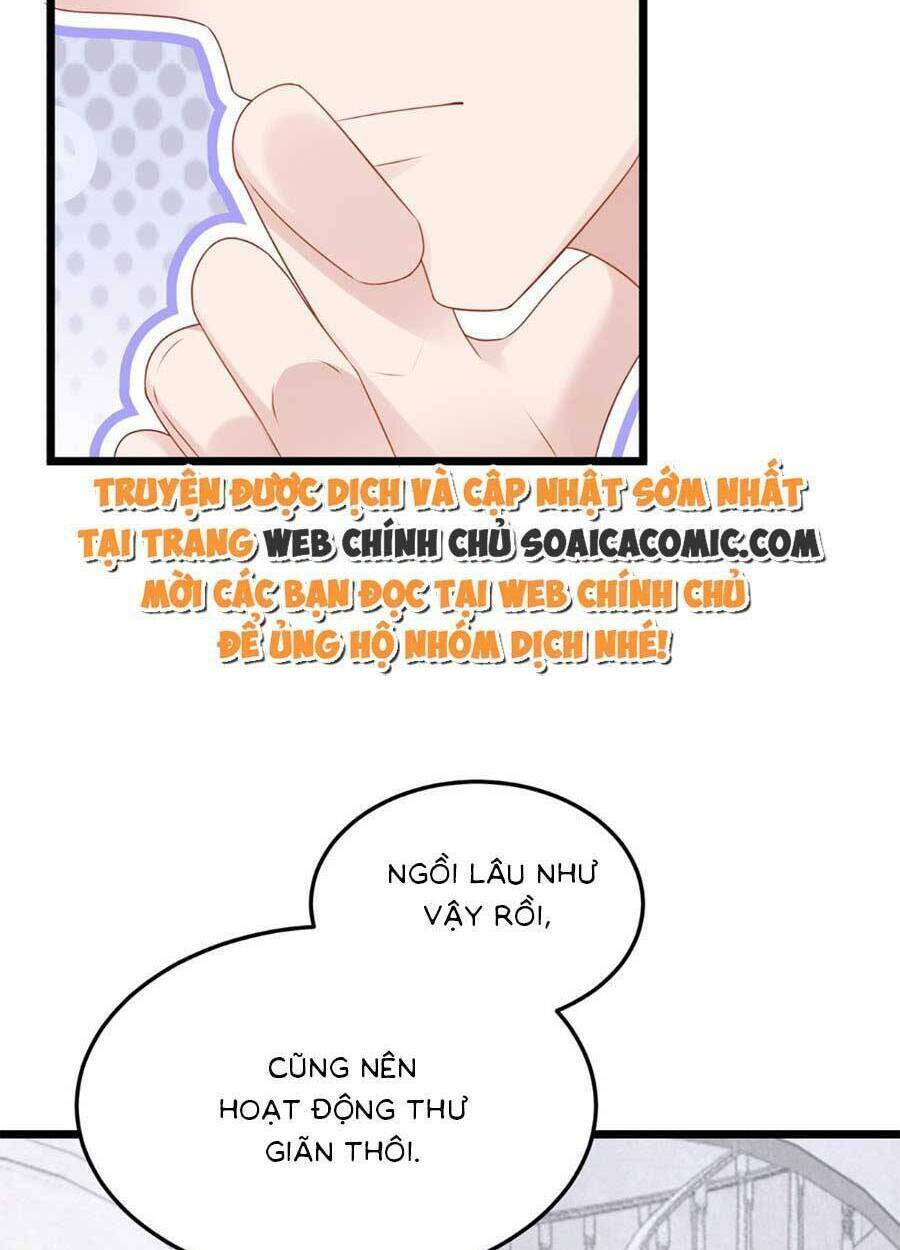 TRUYỆN ĐƯỢC DỊCH VÀ CẬP NHẬT SỚM NHẤT
TẠI TRANG WEB CHÍNH CHỦ SOAICACOMIC.COM
MỜI CÁC BẠN ĐỌC TẠI WEB CHÍNH CHỦ
ĐỂ ỦNG HỘ NHÓM DỊCH NHÉ!
NGỒI LÂU NHƯ
VẬY RỒI,
CŨNG NÊN
HOẠT ĐỘNG THƯ
GIÃN THÔI.